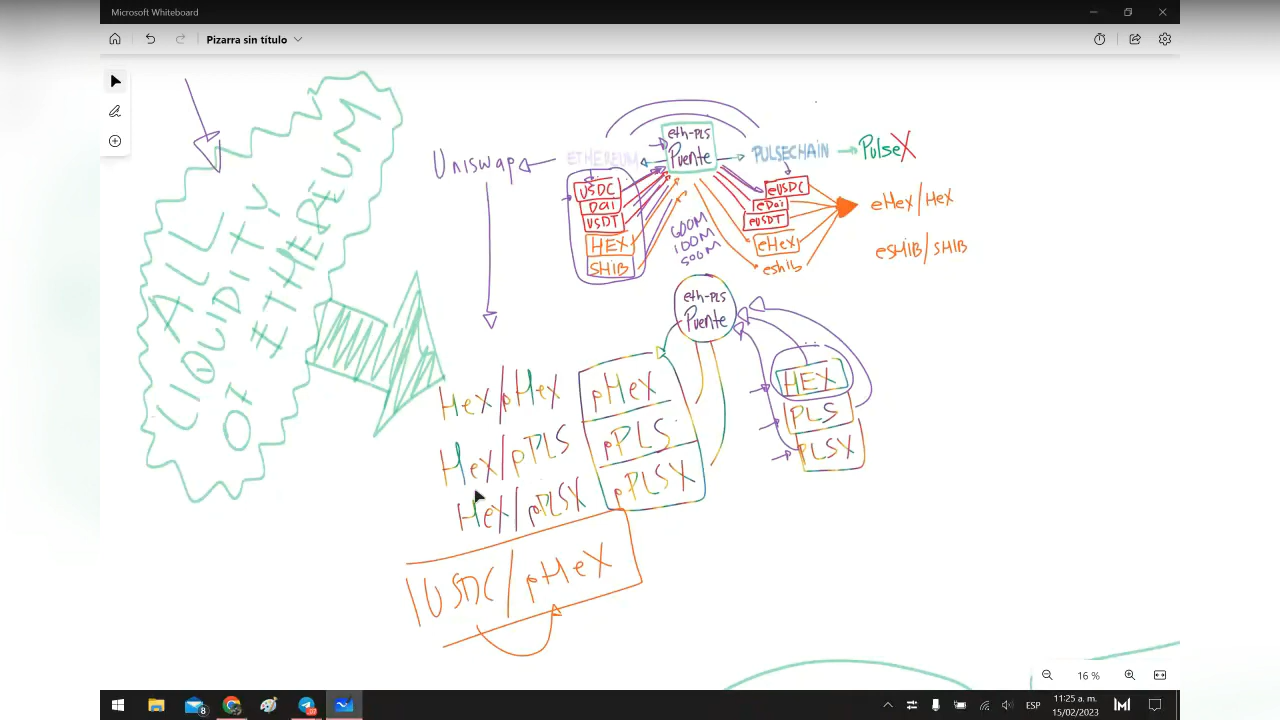 Microsoft Whiteboard
Pizarra sin título
ALL
LIQUIDITY
OF
ETHEREUM
Uniswap
ETHEREUM
eth-PLS
Puente
PULSECHAIN
PulseX
USDC
Dai
USDT
HEX
SHIB
600M
100M
500M
eUSDC
eDai
eUSDT
eHex
eshib
eHex/Hex
eSHIB/SHIB
eth-PLS
Puente
HEX
PLS
PLSX
pHex
pPLS
pPLSX
Hex/pHex
Hex/pPLS
Hex/pPLSX
USDC/pHex
16 %
8
ESP
11:25 a. m.
15/02/2023